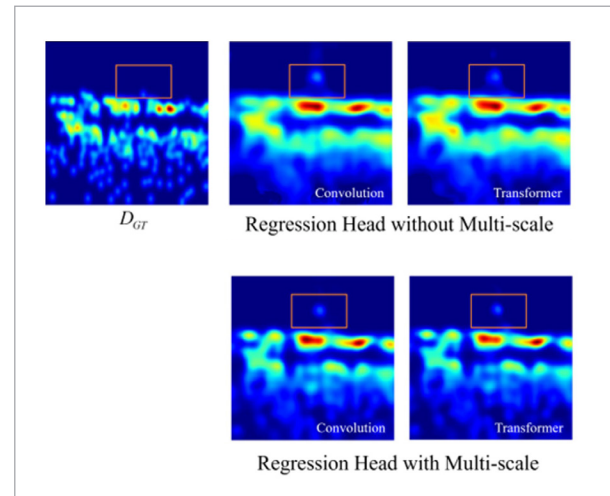 Convolution
Transformer
D_GT
Regression Head without Multi-scale
Convolution
Transformer
Regression Head with Multi-scale